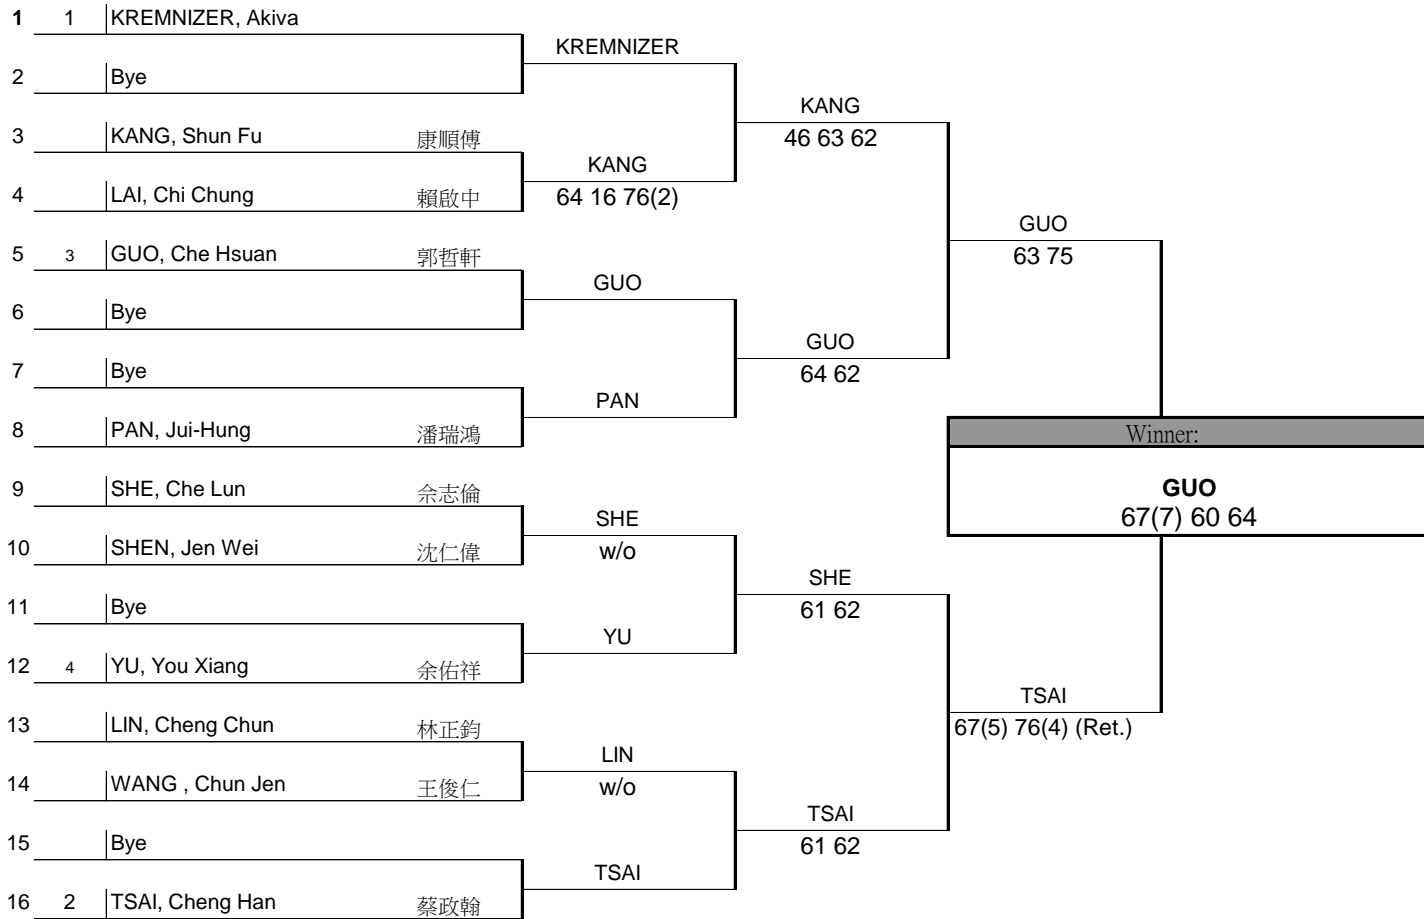 1 1 KREMNIZER, Akiva
KREMNIZER
2 Bye
KANG
3 KANG, Shun Fu 康順傅
46 63 62
KANG
4 LAI, Chi Chung 賴啟中
64 16 76(2)
GUO
5 3 GUO, Che Hsuan 郭哲軒
63 75
GUO
6 Bye
GUO
7 Bye
64 62
PAN
8 PAN, Jui-Hung 潘瑞鴻
Winner:
9 SHE, Che Lun 佘志倫
GUO
67(7) 60 64
SHE
10 SHEN, Jen Wei 沈仁偉
w/o
SHE
11 Bye
61 62
YU
12 4 YU, You Xiang 余佑祥
TSAI
13 LIN, Cheng Chun 林正鈞
67(5) 76(4) (Ret.)
LIN
14 WANG , Chun Jen 王俊仁
w/o
TSAI
15 Bye
61 62
TSAI
16 2 TSAI, Cheng Han 蔡政翰